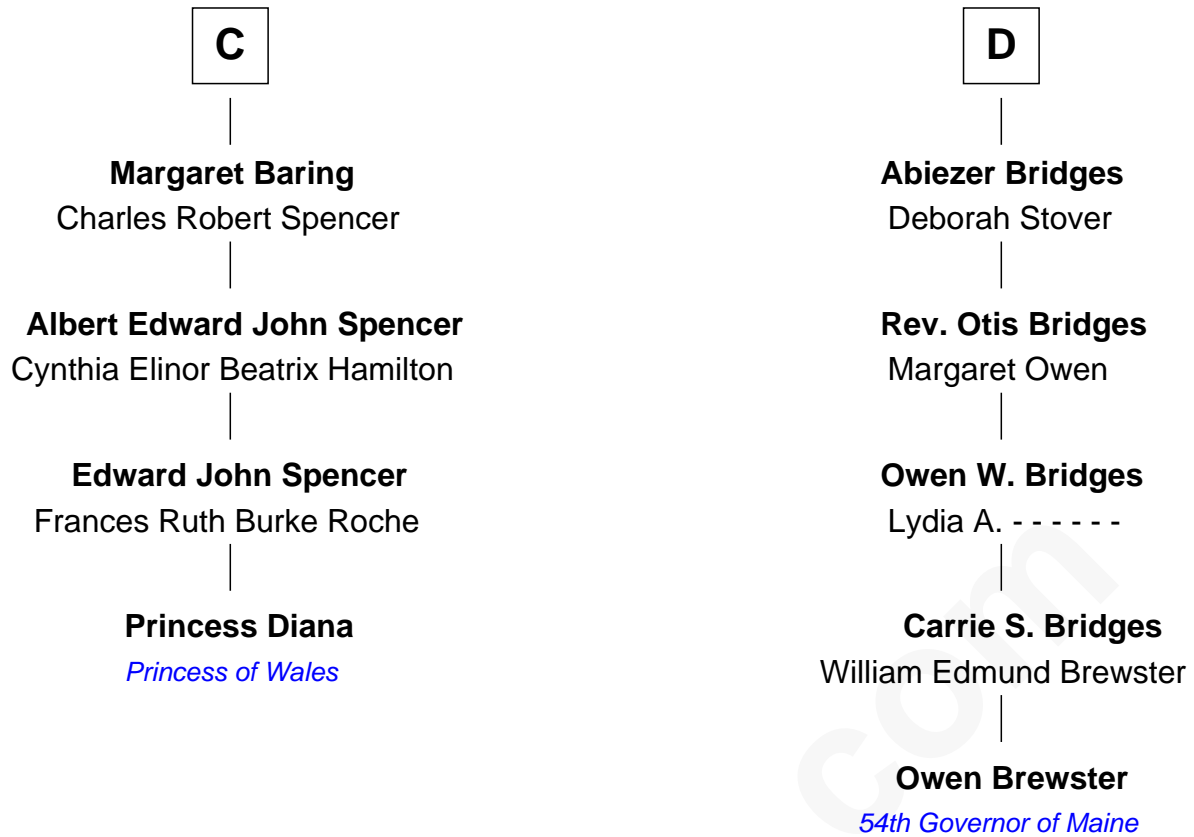 C
Margaret Baring
Charles Robert Spencer
Albert Edward John Spencer
Cynthia Elinor Beatrix Hamilton
Edward John Spencer
Frances Ruth Burke Roche
Princess Diana
Princess of Wales
D
Abiezer Bridges
Deborah Stover
Rev. Otis Bridges
Margaret Owen
Owen W. Bridges
Lydia A. - - - - - -
Carrie S. Bridges
William Edmund Brewster
Owen Brewster
54th Governor of Maine
com